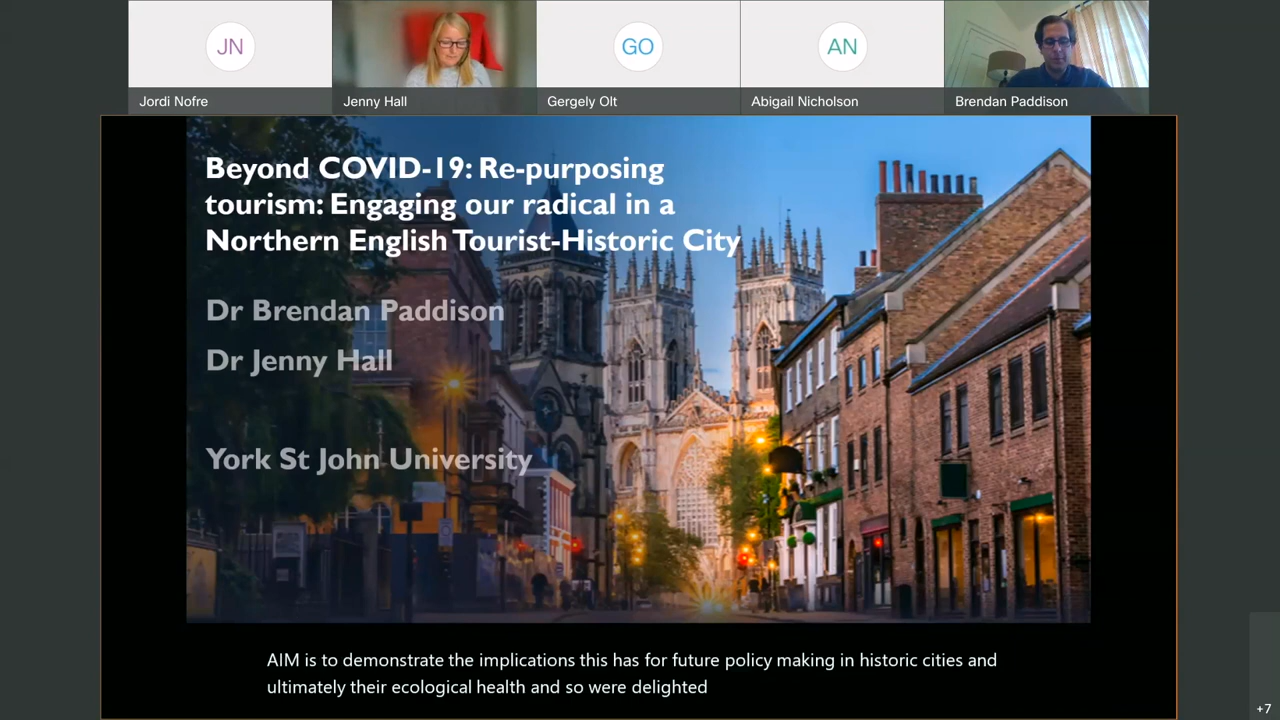 JN
GO
AN
Jordi Nofre
Jenny Hall
Gergely Olt
Abigail Nicholson
Brendan Paddison
Beyond COVID-19: Re-purposing
tourism: Engaging our radical in a
Northern English Tourist-Historic City
Dr Brendan Paddison
Dr Jenny Hall
York St John University
AIM is to demonstrate the implications this has for future policy making in historic cities and
ultimately their ecological health and so were delighted
+7